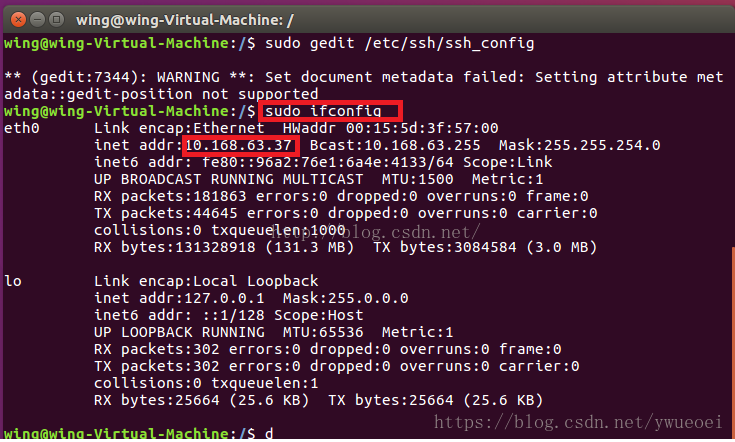 wing@wing-Virtual-Machine: /
wing@wing-Virtual-Machine:/$ sudo gedit /etc/ssh/ssh_config
** (gedit:7344): WARNING **: Set document metadata failed: Setting attribute met
adata::gedit-position not supported
wing@wing-Virtual-Machine:/$ sudo ifconfig
eth0 Link encap:Ethernet HWaddr 00:15:5d:3f:57:00
inet addr:10.168.63.37 Bcast:10.168.63.255 Mask:255.255.254.0
inet6 addr: fe80::96a2:76e1:6a4e:4133/64 Scope:Link
UP BROADCAST RUNNING MULTICAST MTU:1500 Metric:1
RX packets:181863 errors:0 dropped:0 overruns:0 frame:0
TX packets:44645 errors:0 dropped:0 overruns:0 carrier:0
collisions:0 txqueuelen:1000
http://blog.csdn.net/
RX bytes:131328918 (131.3 MB) TX bytes:3084584 (3.0 MB)
lo Link encap:Local Loopback
inet addr:127.0.0.1 Mask:255.0.0.0
inet6 addr: ::1/128 Scope:Host
UP LOOPBACK RUNNING MTU:65536 Metric:1
RX packets:302 errors:0 dropped:0 overruns:0 frame:0
TX packets:302 errors:0 dropped:0 overruns:0 carrier:0
collisions:0 txqueuelen:1
RX bytes:25664 (25.6 KB) TX bytes:25664 (25.6 KB)
https://blog.csdn.net/ywueoei
wing@wing-Virtual-Machine:/$ d